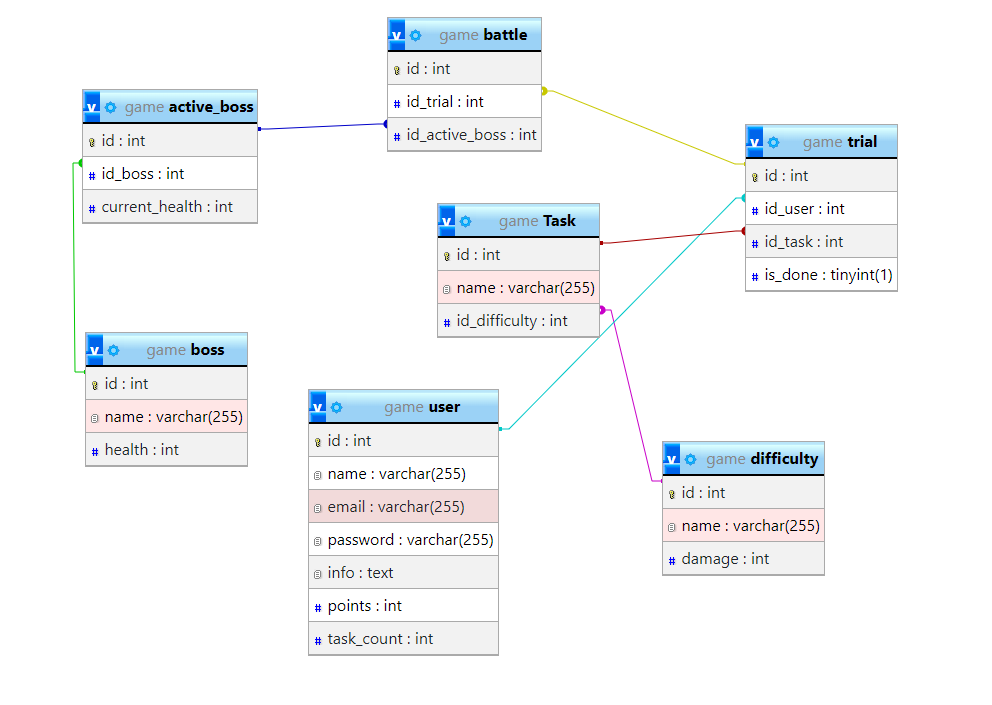 v game battle
id : int
id_trial : int
id_active_boss : int
v game active_boss
id : int
id_boss : int
current_health : int
v game trial
id : int
id_user : int
id_task : int
is_done : tinyint(1)
v game Task
id : int
name : varchar(255)
id_difficulty : int
v game boss
id : int
name : varchar(255)
health : int
v game user
id : int
name : varchar(255)
email : varchar(255)
password : varchar(255)
info : text
points : int
task_count : int
v game difficulty
id : int
name : varchar(255)
damage : int